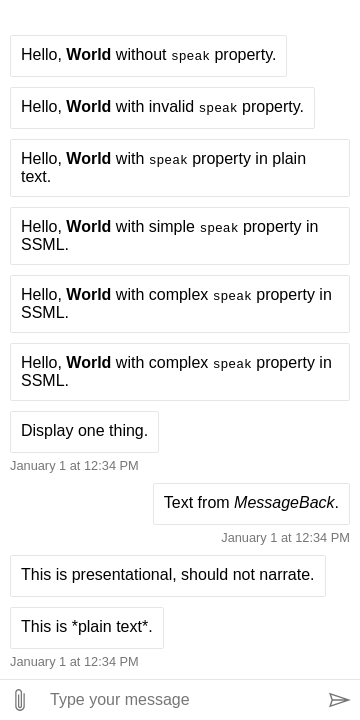 Hello, World without speak property.
Hello, World with invalid speak property.
Hello, World with speak property in plain
text.
Hello, World with simple speak property in
SSML.
Hello, World with complex speak property in
SSML.
Hello, World with complex speak property in
SSML.
Display one thing.
January 1 at 12:34 PM
Text from MessageBack.
January 1 at 12:34 PM
This is presentational, should not narrate.
This is *plain text*.
January 1 at 12:34 PM
Type your message